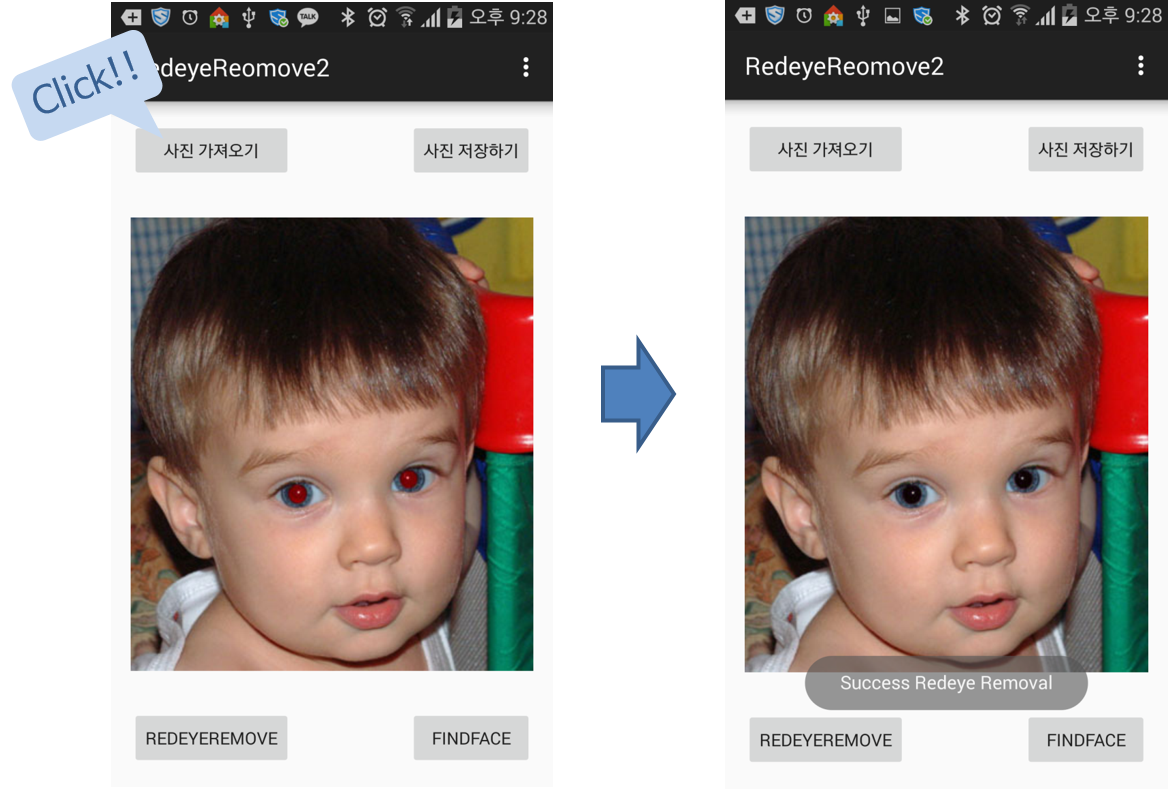 TALK
오후 9:28
Click!!
edeyeReomove2
사진 가져오기
사진 저장하기
REDEYEREMOVE
FINDFACE
오후 9:28
RedeyeReomove2
사진 가져오기
사진 저장하기
Success Redeye Removal
REDEYEREMOVE
FINDFACE